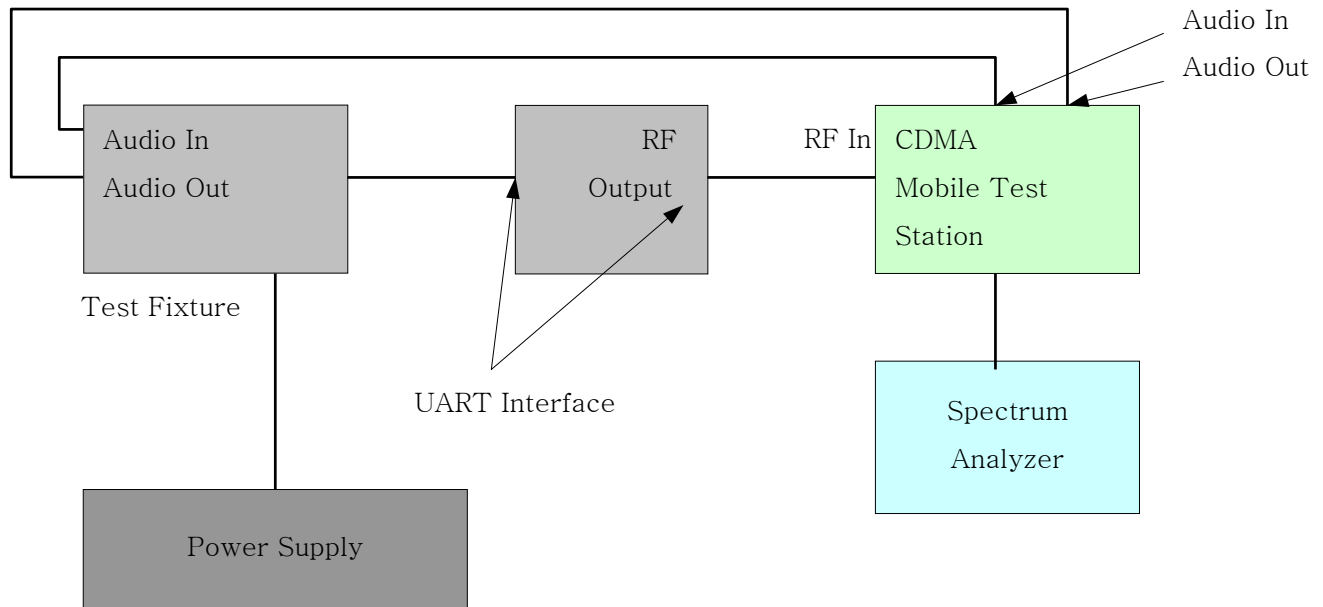 Audio In
Audio Out
Audio In
Audio Out
RF
Output
RF In
CDMA
Mobile Test
Station
Test Fixture
UART Interface
Spectrum
Analyzer
Power Supply